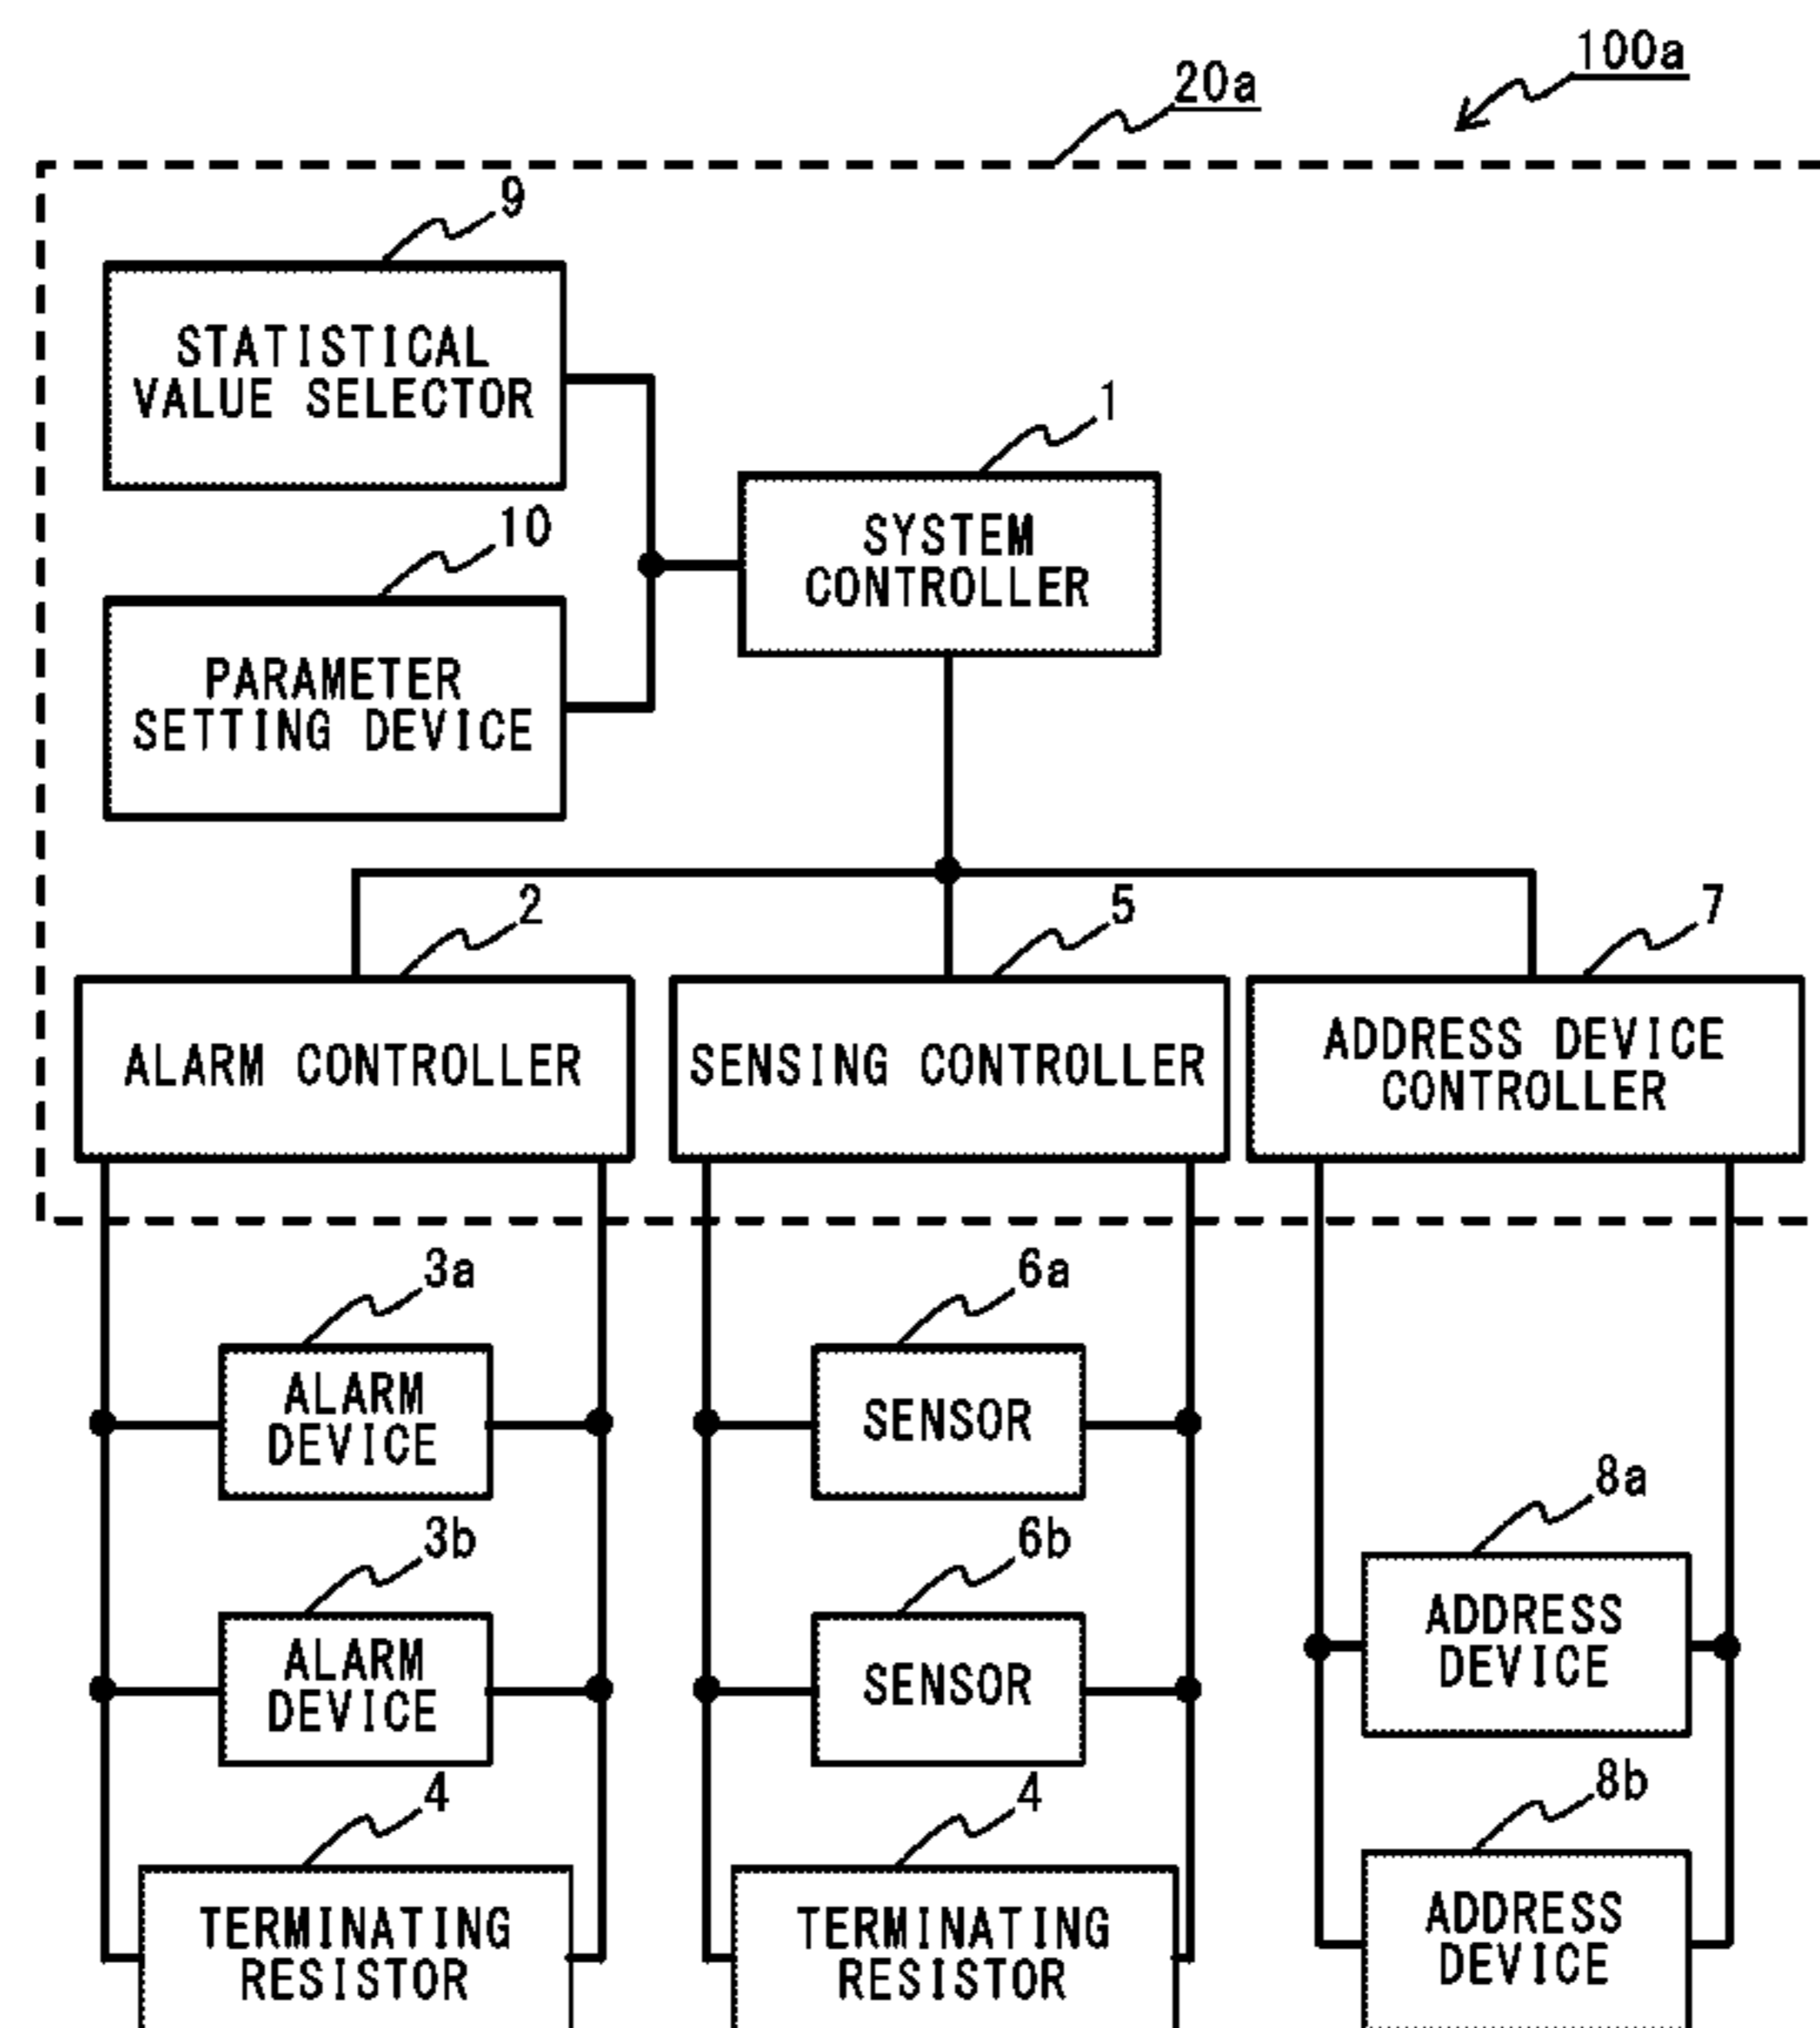 100a
20a
9
STATISTICAL
VALUE SELECTOR
1
SYSTEM
CONTROLLER
10
PARAMETER
SETTING DEVICE
2
5
7
ALARM CONTROLLER
SENSING CONTROLLER
ADDRESS DEVICE
CONTROLLER
3a
ALARM
DEVICE
6a
SENSOR
3b
ALARM
DEVICE
6b
SENSOR
8a
ADDRESS
DEVICE
4
TERMINATING
RESISTOR
4
TERMINATING
RESISTOR
8b
ADDRESS
DEVICE